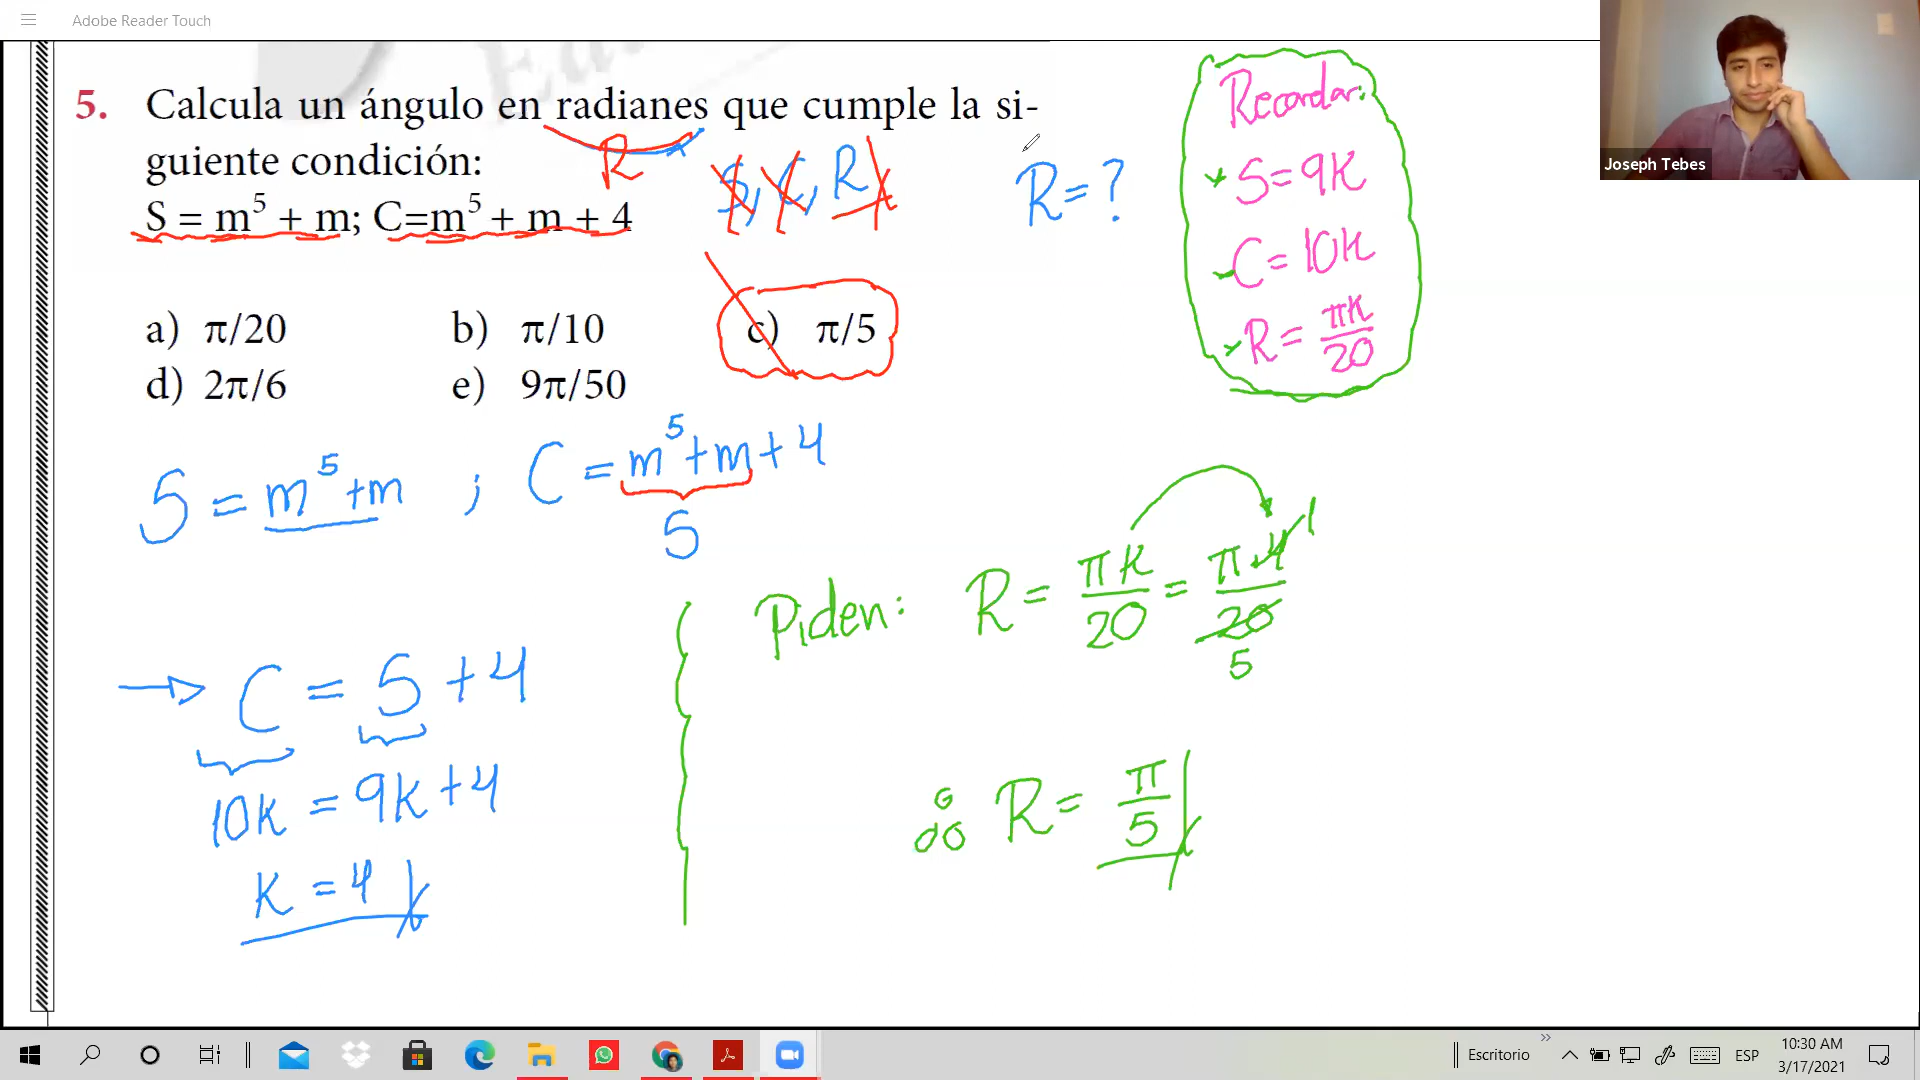 Adobe Reader Touch
5. Calcula un ángulo en radianes que cumple la si-
guiente condición:
S = m⁵ + m; C=m⁵ + m + 4
R
S, C, R
R = ?
a) π/20 b) π/10 c) π/5
d) 2π/6 e) 9π/50
Recordar:
S = 9K
C = 10K
R = πK/20
Joseph Tebes
S = m⁵ + m ; C = m⁵ + m + 4
S
→ C = S + 4
10K = 9K + 4
K = 4
Piden: R = πK/20 = π.4/20
1
5
∴ R = π/5
Escritorio
ESP
10:30 AM
3/17/2021